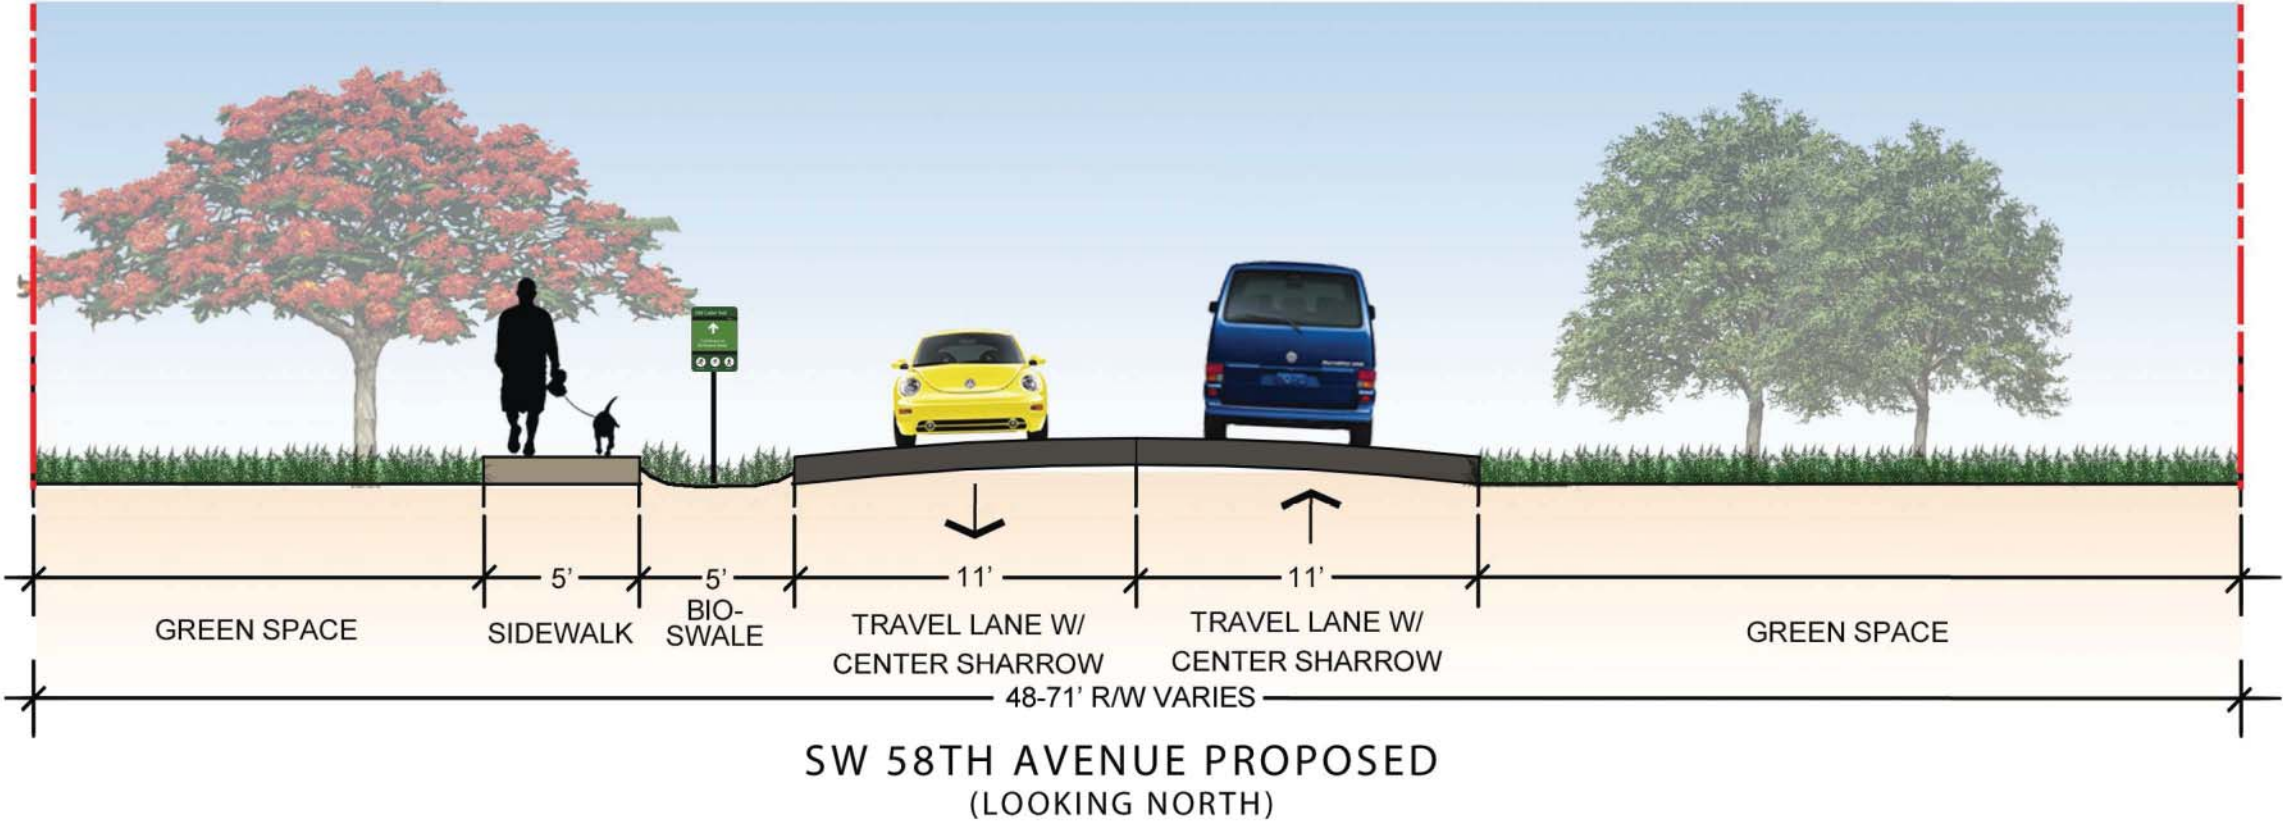 5' 5' 11' 11'
GREEN SPACE
SIDEWALK
BIO-
SWALE
TRAVEL LANE W/
CENTER SHARROW
TRAVEL LANE W/
CENTER SHARROW
GREEN SPACE
48-71' R/W VARIES
SW 58TH AVENUE PROPOSED
(LOOKING NORTH)